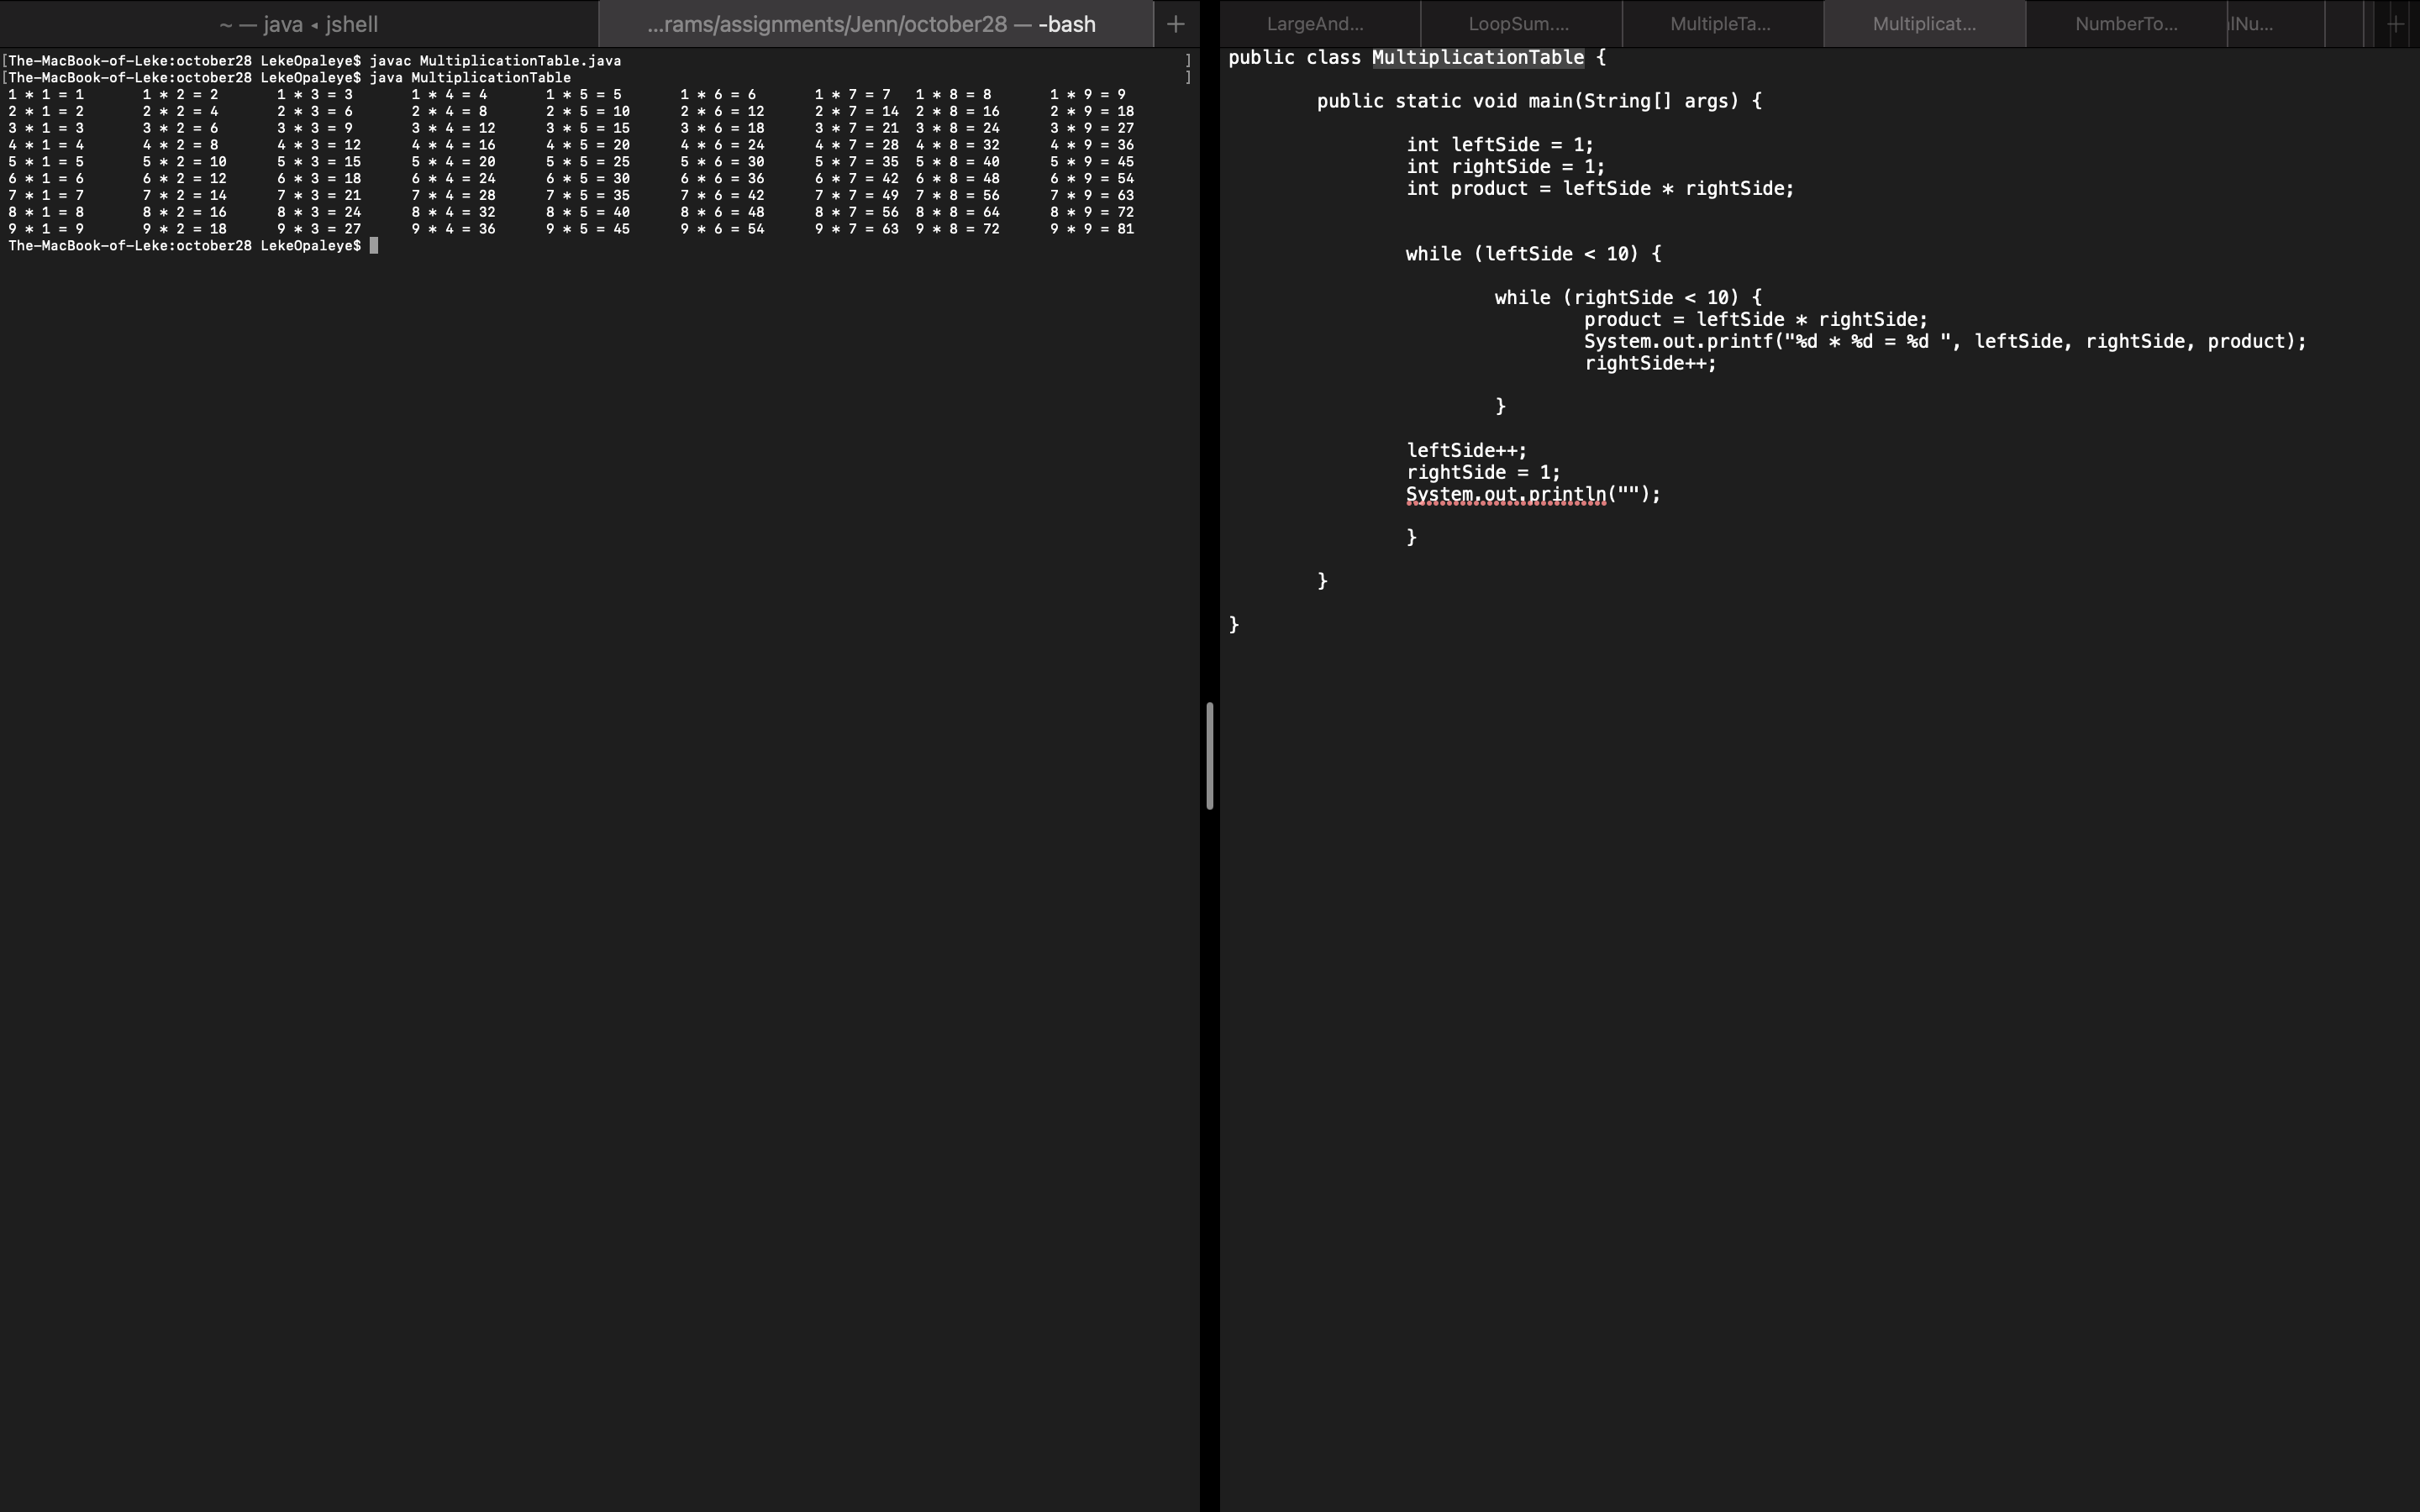 ~ — java ◂ jshell
...rams/assignments/Jenn/october28 — -bash
+
[The-MacBook-of-Leke:october28 LekeOpaleye$ javac MultiplicationTable.java ]
[The-MacBook-of-Leke:october28 LekeOpaleye$ java MultiplicationTable ]
1 * 1 = 1 1 * 2 = 2 1 * 3 = 3 1 * 4 = 4 1 * 5 = 5 1 * 6 = 6 1 * 7 = 7 1 * 8 = 8 1 * 9 = 9
2 * 1 = 2 2 * 2 = 4 2 * 3 = 6 2 * 4 = 8 2 * 5 = 10 2 * 6 = 12 2 * 7 = 14 2 * 8 = 16 2 * 9 = 18
3 * 1 = 3 3 * 2 = 6 3 * 3 = 9 3 * 4 = 12 3 * 5 = 15 3 * 6 = 18 3 * 7 = 21 3 * 8 = 24 3 * 9 = 27
4 * 1 = 4 4 * 2 = 8 4 * 3 = 12 4 * 4 = 16 4 * 5 = 20 4 * 6 = 24 4 * 7 = 28 4 * 8 = 32 4 * 9 = 36
5 * 1 = 5 5 * 2 = 10 5 * 3 = 15 5 * 4 = 20 5 * 5 = 25 5 * 6 = 30 5 * 7 = 35 5 * 8 = 40 5 * 9 = 45
6 * 1 = 6 6 * 2 = 12 6 * 3 = 18 6 * 4 = 24 6 * 5 = 30 6 * 6 = 36 6 * 7 = 42 6 * 8 = 48 6 * 9 = 54
7 * 1 = 7 7 * 2 = 14 7 * 3 = 21 7 * 4 = 28 7 * 5 = 35 7 * 6 = 42 7 * 7 = 49 7 * 8 = 56 7 * 9 = 63
8 * 1 = 8 8 * 2 = 16 8 * 3 = 24 8 * 4 = 32 8 * 5 = 40 8 * 6 = 48 8 * 7 = 56 8 * 8 = 64 8 * 9 = 72
9 * 1 = 9 9 * 2 = 18 9 * 3 = 27 9 * 4 = 36 9 * 5 = 45 9 * 6 = 54 9 * 7 = 63 9 * 8 = 72 9 * 9 = 81
The-MacBook-of-Leke:october28 LekeOpaleye$
LargeAnd... LoopSum.... MultipleTa... Multiplicat... NumberTo... lNu... +
public class MultiplicationTable {
public static void main(String[] args) {
int leftSide = 1;
int rightSide = 1;
int product = leftSide * rightSide;
while (leftSide < 10) {
while (rightSide < 10) {
product = leftSide * rightSide;
System.out.printf("%d * %d = %d ", leftSide, rightSide, product);
rightSide++;
}
leftSide++;
rightSide = 1;
System.out.println("");
}
}
}